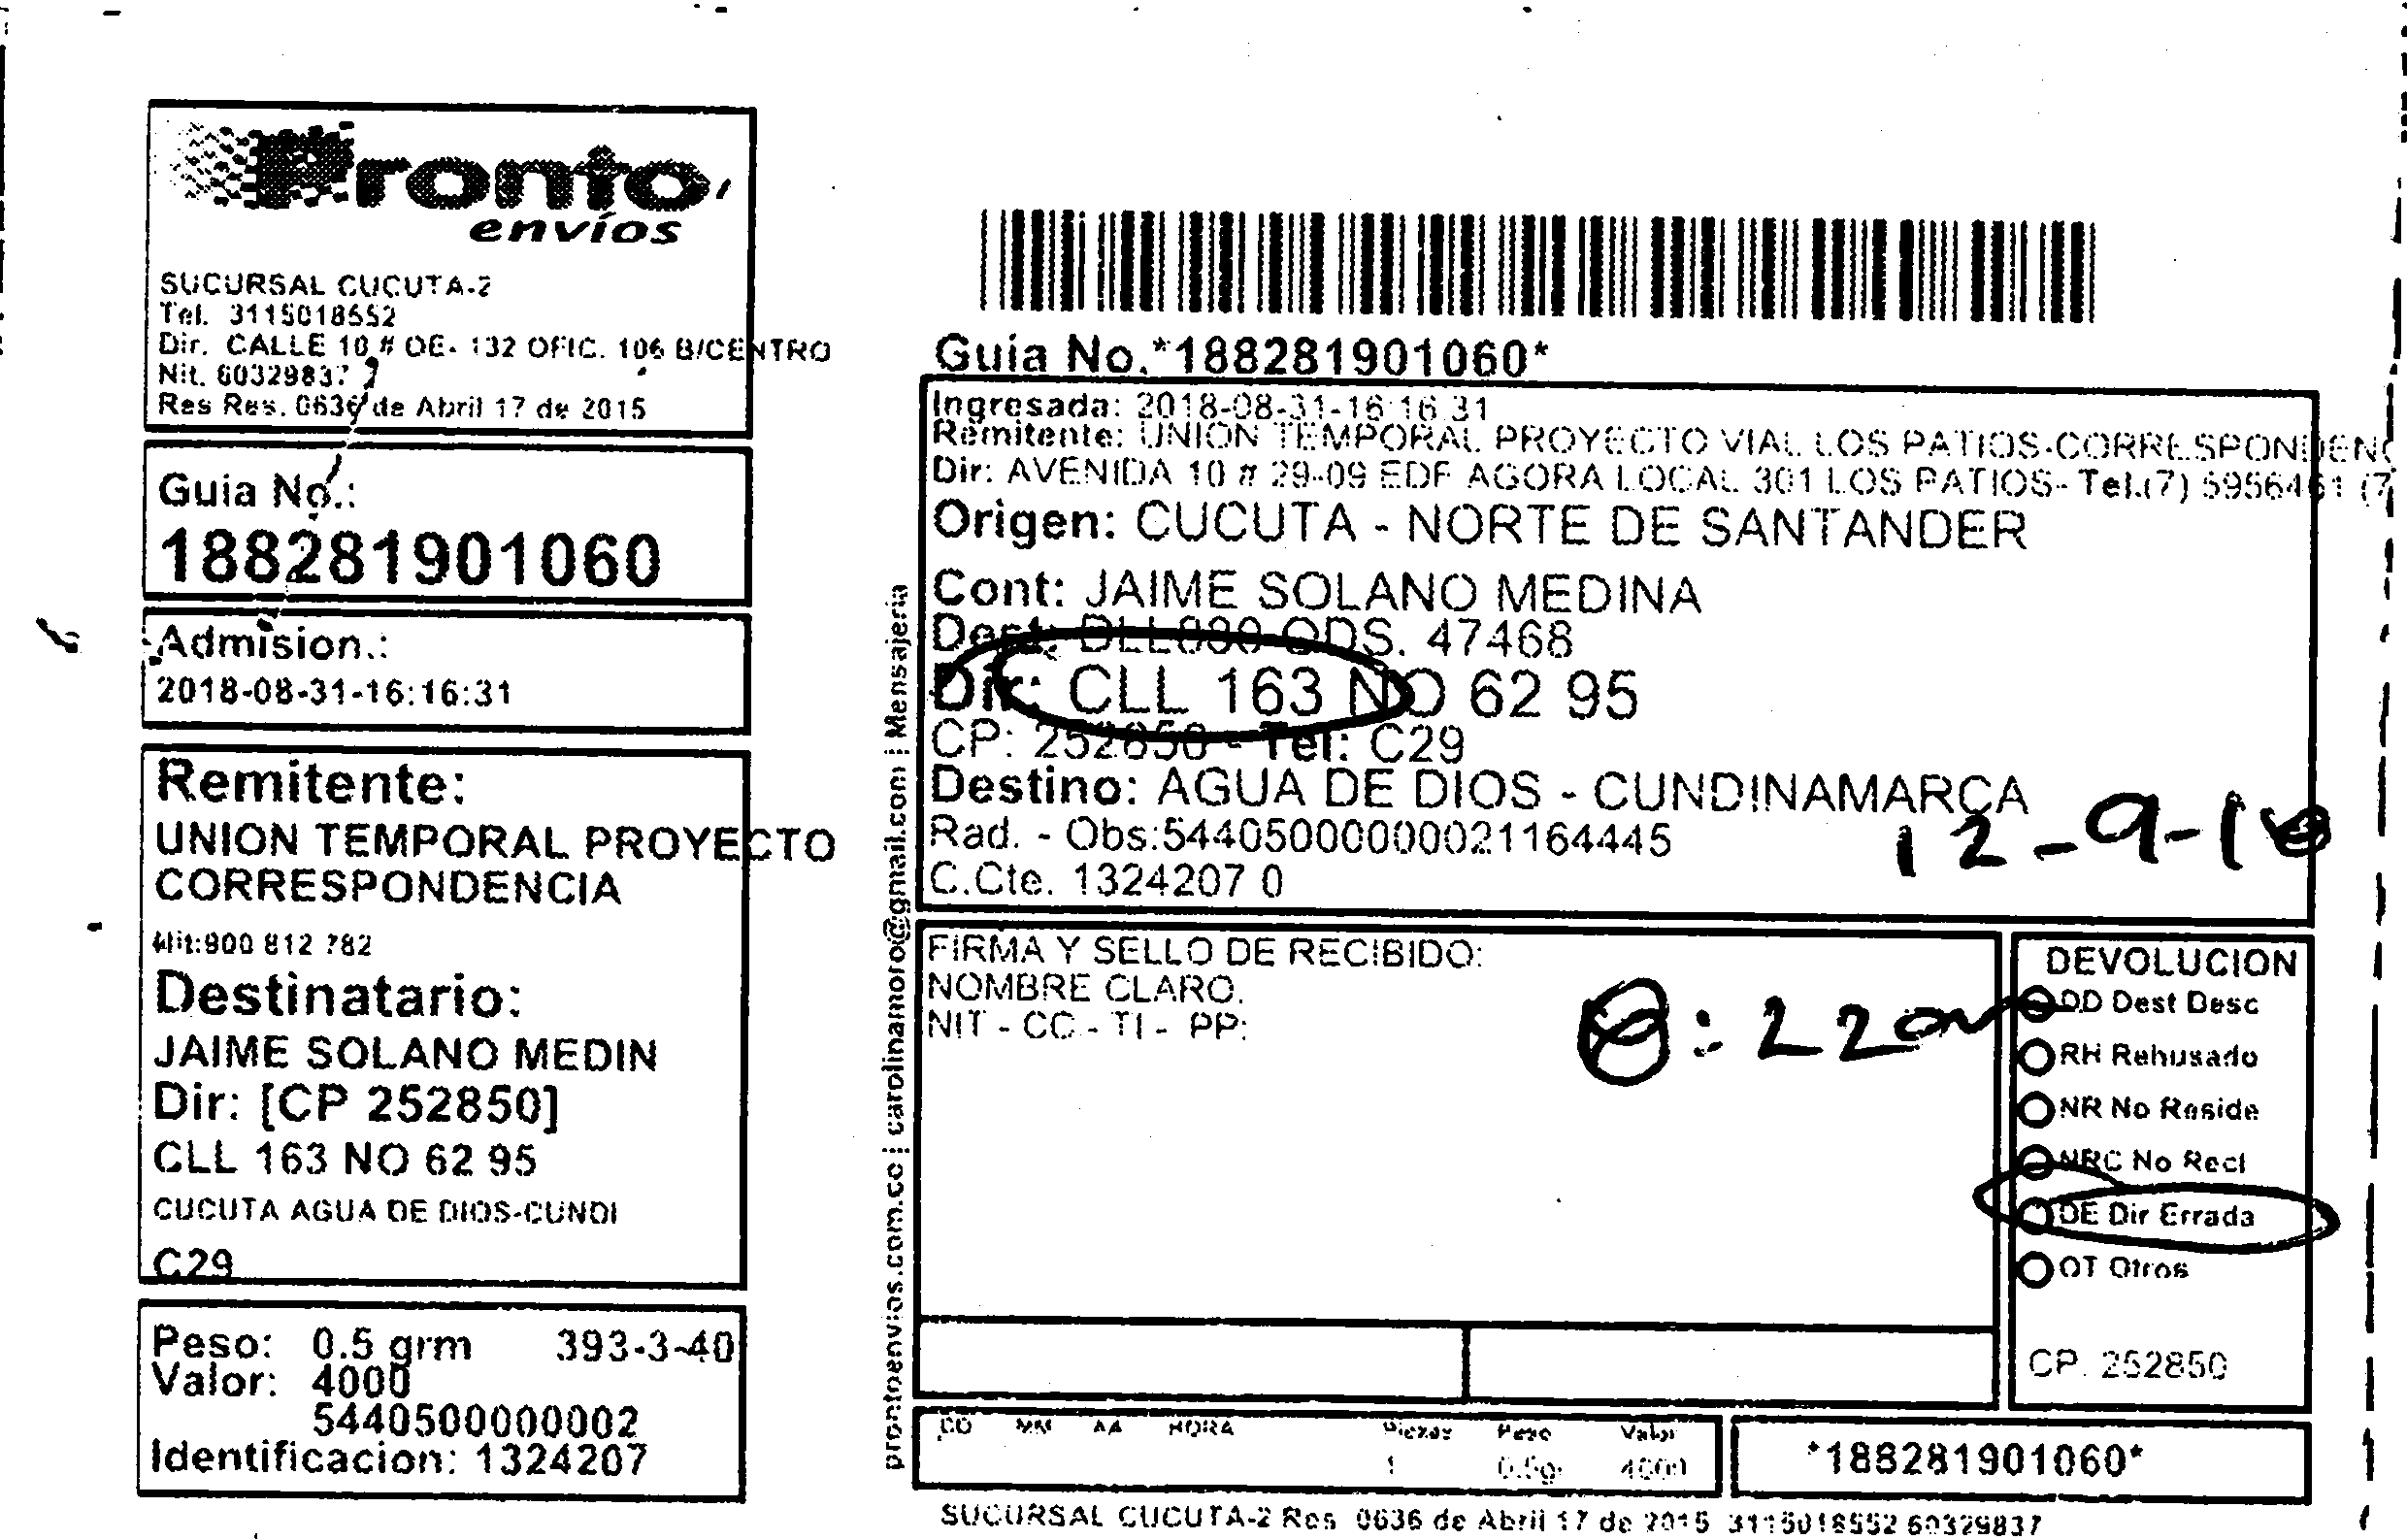 Pronto
envíos
SUCURSAL CUCUTA-2
Tel. 3115018552
Dir. CALLE 10 # OE- 132 OFIC. 106 B/CENTRO
Nit. 60329837
Res Res. 0636 de Abril 17 de 2015
Guia No.:
188281901060
Admision.:
2018-08-31-16:16:31
Remitente:
UNION TEMPORAL PROYECTO
CORRESPONDENCIA
Nit:900 812 782
Destinatario:
JAIME SOLANO MEDIN
Dir: [CP 252850]
CLL 163 NO 62 95
CUCUTA AGUA DE DIOS-CUNDI
C29
Peso: 0.5 grm 393-3-40
Valor: 4000
5440500000002
Identificacion: 1324207
prontoenvios.com.co | carolinamoro@gmail.com | Mensajeria
Guia No.*188281901060*
Ingresada: 2018-08-31-16:16:31
Remitente: UNION TEMPORAL PROYECTO VIAL LOS PATIOS-CORRESPONDENC
Dir: AVENIDA 10 # 29-09 EDF AGORA LOCAL 301 LOS PATIOS- Tel.(7) 5956461 (7
Origen: CUCUTA - NORTE DE SANTANDER
Cont: JAIME SOLANO MEDINA
Dest: ODS. 47468
Dir: CLL 163 NO 62 95
CP: 252850 - Tel: C29
Destino: AGUA DE DIOS - CUNDINAMARCA
Rad. - Obs:544050000000021164445
12-9-18
C.Cte. 1324207 0
FIRMA Y SELLO DE RECIBIDO:
NOMBRE CLARO.
NIT - CC - TI - PP:
8:22am
DEVOLUCION
DD Dest Desc
RH Rehusado
NR No Reside
NRC No Recl
DE Dir Errada
OT Otros
CP. 252850
DD MM AA HORA Piezas Peso Valor
1 0.5g 4000
*188281901060*
SUCURSAL CUCUTA-2 Res 0636 de Abril 17 de 2015 3115018552 60329837